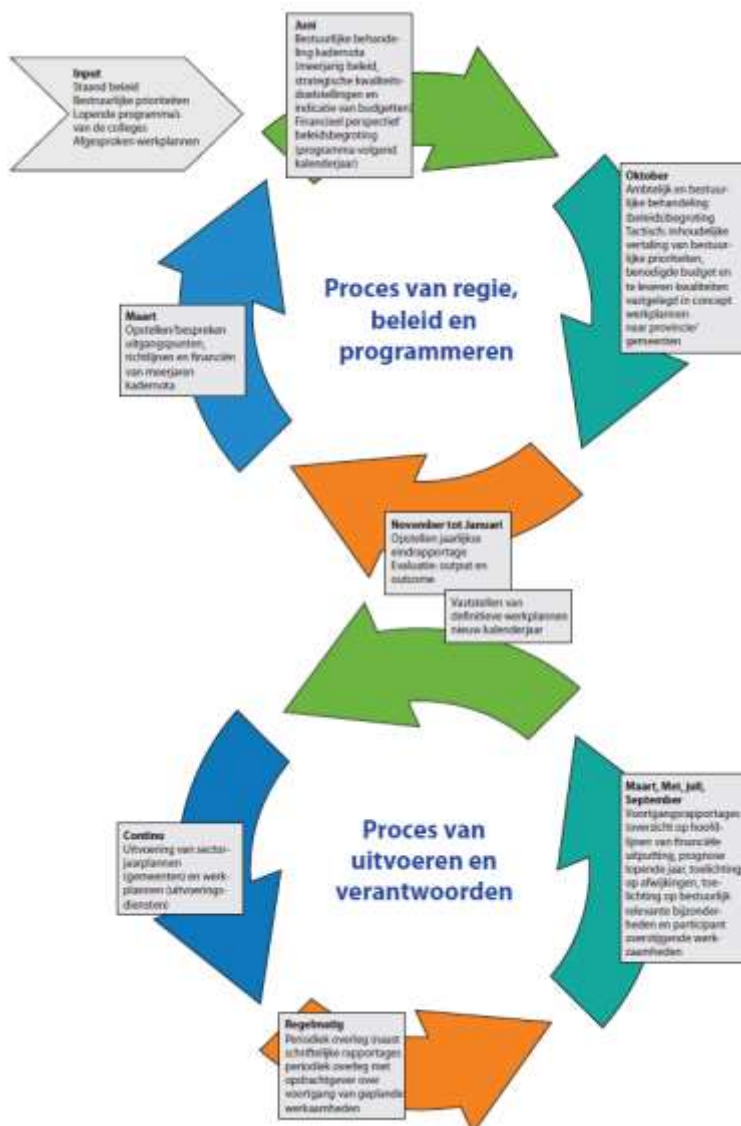 Input
Staand beleid
Bestuurlijke prioriteiten
Lopende programma's
van de colleges
Afgesproken werkplannen
Juni
Bestuurlijke behande-
ling kadernota
(meerjarig beleid,
strategische kwaliteits-
doelstellingen en
indicatie van budgetten)
Financieel perspectief
beleidsbegroting
(programma volgend
kalenderjaar)
Oktober
Ambtelijk en bestuur-
lijke behandeling
(beleids)begroting
Tactisch: inhoudelijke
vertaling van bestuur-
lijke prioriteiten,
benodigde budget en
te leveren kwaliteiten
vastgelegd in concept
werkplannen
naar provincie/
gemeenten
Proces van regie,
beleid en
programmeren
Maart
Opstellen/bespreken
uitgangspunten,
richtlijnen en financiën
van meerjaren
kadernota
November tot Januari
Opstellen jaarlijkse
eindrapportage
Evaluatie: output en
outcome
Vaststellen van
definitieve werkplannen
nieuw kalenderjaar
Maart, Mei, juli,
September
Voortgangsrapportages
(overzicht op hoofd-
lijnen van financiële
uitputting, prognose
lopende jaar, toelichting
op afwijkingen, toe-
lichting op bestuurlijk
relevante bijzonder-
heden en participant
overstijgende werk-
zaamheden
Proces van
uitvoeren en
verantwoorden
Continu
Uitvoering van sector-
jaarplannen
(gemeenten) en werk-
plannen (uitvoerings-
diensten)
Regelmatig
Periodiek overleg (naast
schriftelijke rapportages
periodiek overleg met
opdrachtgever over
voortgang van geplande
werkaamheden